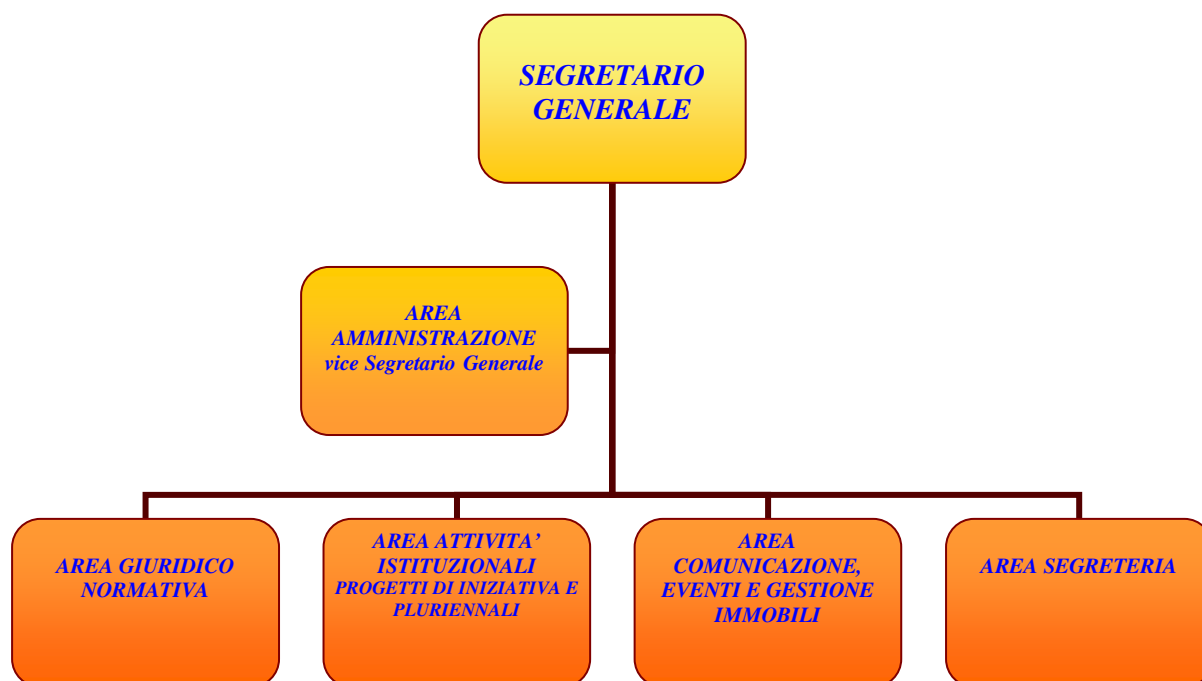 SEGRETARIO
GENERALE
AREA
AMMINISTRAZIONE
vice Segretario Generale
AREA GIURIDICO
NORMATIVA
AREA ATTIVITA’
ISTITUZIONALI
PROGETTI DI INIZIATIVA E
PLURIENNALI
AREA
COMUNICAZIONE,
EVENTI E GESTIONE
IMMOBILI
AREA SEGRETERIA